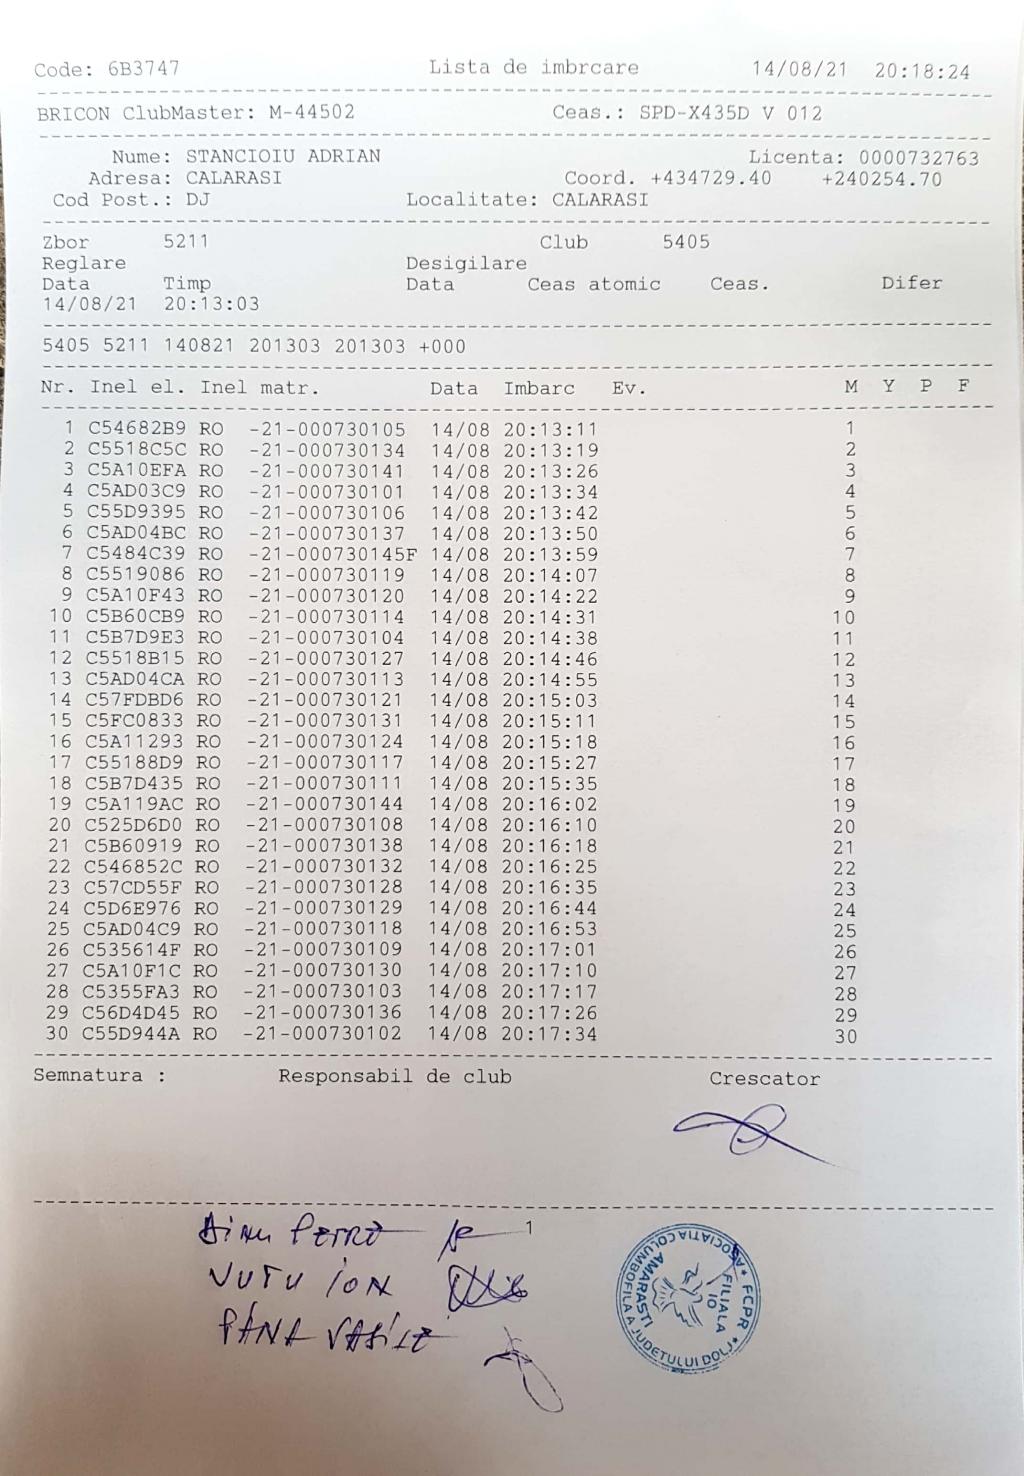 Code: 6B3747 Lista de imbrcare 14/08/21 20:18:24
BRICON ClubMaster: M-44502 Ceas.: SPD-X435D V 012
Nume: STANCIOIU ADRIAN Licenta: 0000732763
Adresa: CALARASI Coord. +434729.40 +240254.70
Cod Post.: DJ Localitate: CALARASI
Zbor 5211 Club 5405
Reglare Desigilare
Data Timp Data Ceas atomic Ceas. Difer
14/08/21 20:13:03
5405 5211 140821 201303 201303 +000
Nr. Inel el. Inel matr. Data Imbarc Ev. M Y P F
1 C54682B9 RO -21-000730105 14/08 20:13:11 1
2 C5518C5C RO -21-000730134 14/08 20:13:19 2
3 C5A10EFA RO -21-000730141 14/08 20:13:26 3
4 C5AD03C9 RO -21-000730101 14/08 20:13:34 4
5 C55D9395 RO -21-000730106 14/08 20:13:42 5
6 C5AD04BC RO -21-000730137 14/08 20:13:50 6
7 C5484C39 RO -21-000730145F 14/08 20:13:59 7
8 C5519086 RO -21-000730119 14/08 20:14:07 8
9 C5A10F43 RO -21-000730120 14/08 20:14:22 9
10 C5B60CB9 RO -21-000730114 14/08 20:14:31 10
11 C5B7D9E3 RO -21-000730104 14/08 20:14:38 11
12 C5518B15 RO -21-000730127 14/08 20:14:46 12
13 C5AD04CA RO -21-000730113 14/08 20:14:55 13
14 C57FDBD6 RO -21-000730121 14/08 20:15:03 14
15 C5FC0833 RO -21-000730131 14/08 20:15:11 15
16 C5A11293 RO -21-000730124 14/08 20:15:18 16
17 C55188D9 RO -21-000730117 14/08 20:15:27 17
18 C5B7D435 RO -21-000730111 14/08 20:15:35 18
19 C5A119AC RO -21-000730144 14/08 20:16:02 19
20 C525D6D0 RO -21-000730108 14/08 20:16:10 20
21 C5B60919 RO -21-000730138 14/08 20:16:18 21
22 C546852C RO -21-000730132 14/08 20:16:25 22
23 C57CD55F RO -21-000730128 14/08 20:16:35 23
24 C5D6E976 RO -21-000730129 14/08 20:16:44 24
25 C5AD04C9 RO -21-000730118 14/08 20:16:53 25
26 C535614F RO -21-000730109 14/08 20:17:01 26
27 C5A10F1C RO -21-000730130 14/08 20:17:10 27
28 C5355FA3 RO -21-000730103 14/08 20:17:17 28
29 C56D4D45 RO -21-000730136 14/08 20:17:26 29
30 C55D944A RO -21-000730102 14/08 20:17:34 30
Semnatura : Responsabil de club Crescator
DINU PETRE 1
VUTU ION
PANA VASILE
* FCPR * ASOCIATIA COLUMBOFILA A JUDETULUI DOLJ
FILIALA
10
AMARASTI